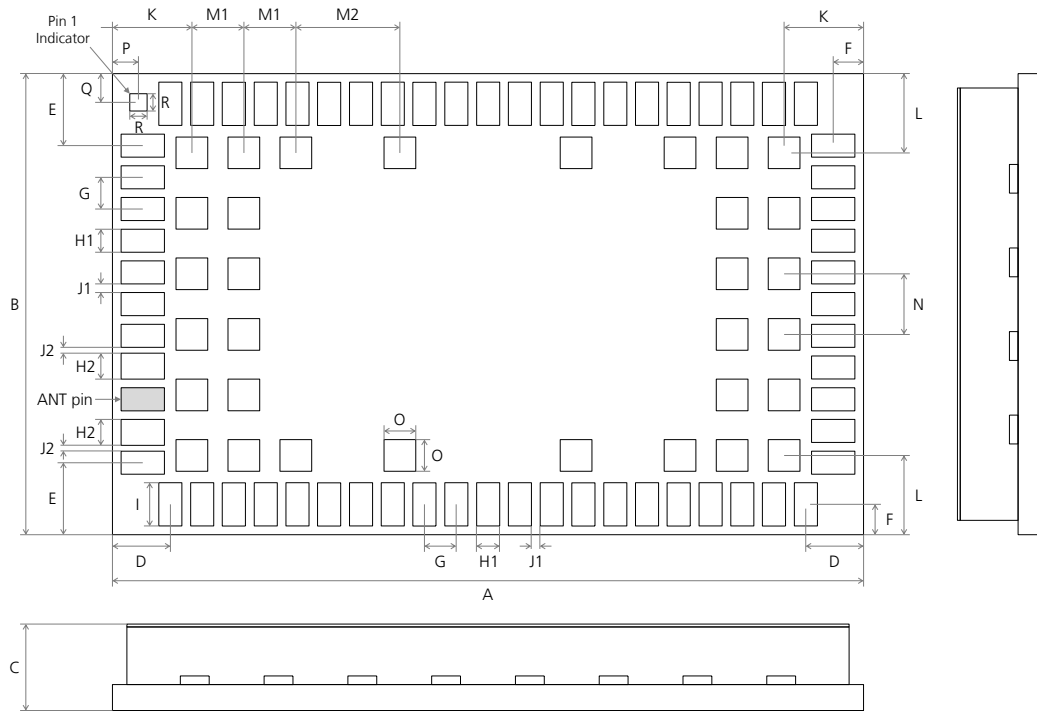 Pin 1
Indicator
K
M1
M1
M2
K
P
F
Q
E
R
R
L
G
H1
J1
B
N
J2
H2
ANT pin
H2
J2
O
O
E
I
L
F
D
G
H1
J1
D
A
C